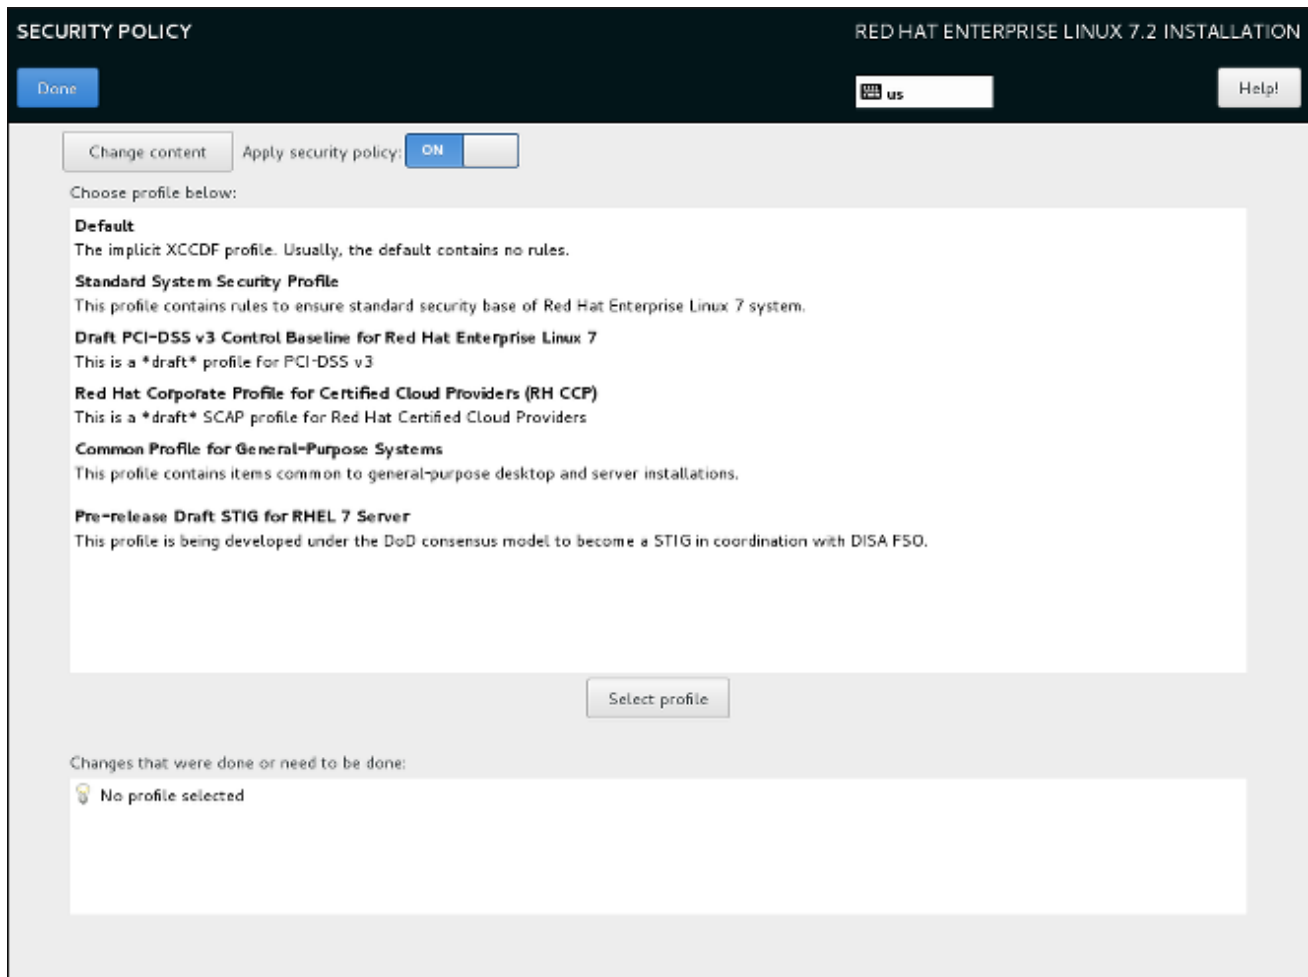 SECURITY POLICY
RED HAT ENTERPRISE LINUX 7.2 INSTALLATION
Done
us
Help!
Change content
Apply security policy:
ON
Choose profile below:
Default
The implicit XCCDF profile. Usually, the default contains no rules.
Standard System Security Profile
This profile contains rules to ensure standard security base of Red Hat Enterprise Linux 7 system.
Draft PCI-DSS v3 Control Baseline for Red Hat Enterprise Linux 7
This is a *draft* profile for PCI-DSS v3
Red Hat Corporate Profile for Certified Cloud Providers (RH CCP)
This is a *draft* SCAP profile for Red Hat Certified Cloud Providers
Common Profile for General-Purpose Systems
This profile contains items common to general-purpose desktop and server installations.
Pre-release Draft STIG for RHEL 7 Server
This profile is being developed under the DoD consensus model to become a STIG in coordination with DISA FSO.
Select profile
Changes that were done or need to be done:
No profile selected